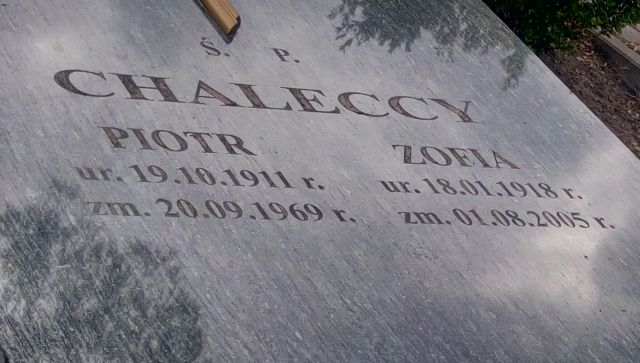 Ś. P.
CHALECCY
PIOTR
ur. 19.10.1911 r.
zm. 20.09.1969 r.
ZOFIA
ur. 18.01.1918 r.
zm. 01.08.2005 r.